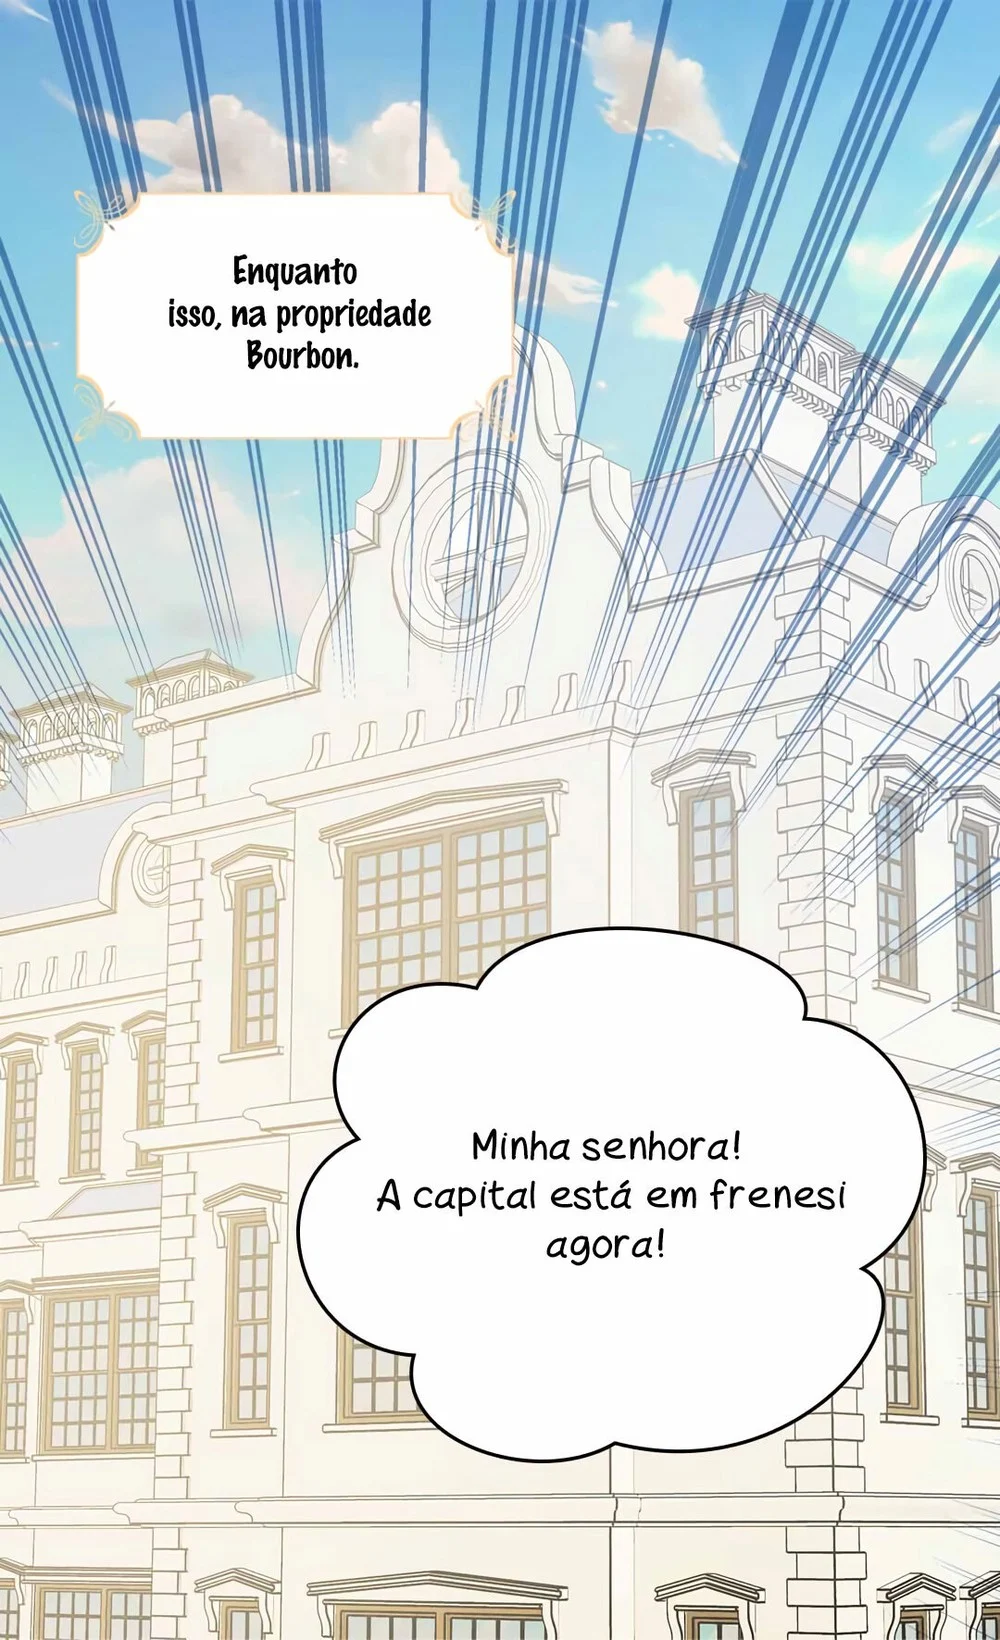 Enquanto
isso, na propriedade
Bourbon.
Minha senhora!
A capital está em frenesi
agora!